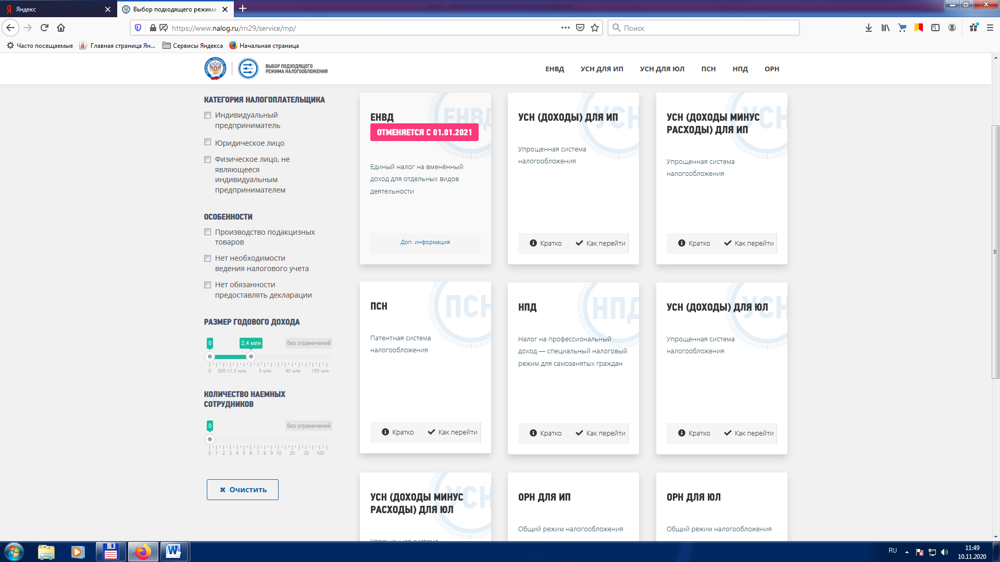 Яндекс
Выбор подходящего режима
https://www.nalog.ru/rn29/service/mp/
Поиск
Часто посещаемые
Главная страница Ян...
Сервисы Яндекса
Начальная страница
ВЫБОР ПОДХОДЯЩЕГО
РЕЖИМА НАЛОГООБЛОЖЕНИЯ
ЕНВД
УСН ДЛЯ ИП
УСН ДЛЯ ЮЛ
ПСН
НПД
ОРН
КАТЕГОРИЯ НАЛОГОПЛАТЕЛЬЩИКА
Индивидуальный
предприниматель
Юридическое лицо
Физическое лицо, не
являющееся
индивидуальным
предпринимателем
ОСОБЕННОСТИ
Производство подакцизных
товаров
Нет необходимости
ведения налогового учета
Нет обязанности
предоставлять декларации
РАЗМЕР ГОДОВОГО ДОХОДА
0
2,4 млн
без ограничений
0 500 т. 1,5 млн 5 млн 40 млн 150 млн
КОЛИЧЕСТВО НАЕМНЫХ
СОТРУДНИКОВ
0
без ограничений
0 1 2 3 4 5 6 7 8 9 10 20 30 100
Очистить
ЕНВД
ЕНВД
ОТМЕНЯЕТСЯ С 01.01.2021
Единый налог на вменённый
доход для отдельных видов
деятельности
Доп. информация
УСН
УСН (ДОХОДЫ) ДЛЯ ИП
Упрощенная система
налогообложения
Кратко
Как перейти
УСН
УСН (ДОХОДЫ МИНУС
РАСХОДЫ) ДЛЯ ИП
Упрощенная система
налогообложения
Кратко
Как перейти
ПСН
ПСН
Патентная система
налогообложения
Кратко
Как перейти
НПД
НПД
Налог на профессиональный
доход — специальный налоговый
режим для самозанятых граждан
Кратко
Как перейти
УСН
УСН (ДОХОДЫ) ДЛЯ ЮЛ
Упрощенная система
налогообложения
Кратко
Как перейти
УСН
УСН (ДОХОДЫ МИНУС
РАСХОДЫ) ДЛЯ ЮЛ
Упрощенная система
ОРН ДЛЯ ИП
Общий режим налогообложения
ОРН ДЛЯ ЮЛ
Общий режим налогообложения
RU
11:49
10.11.2020